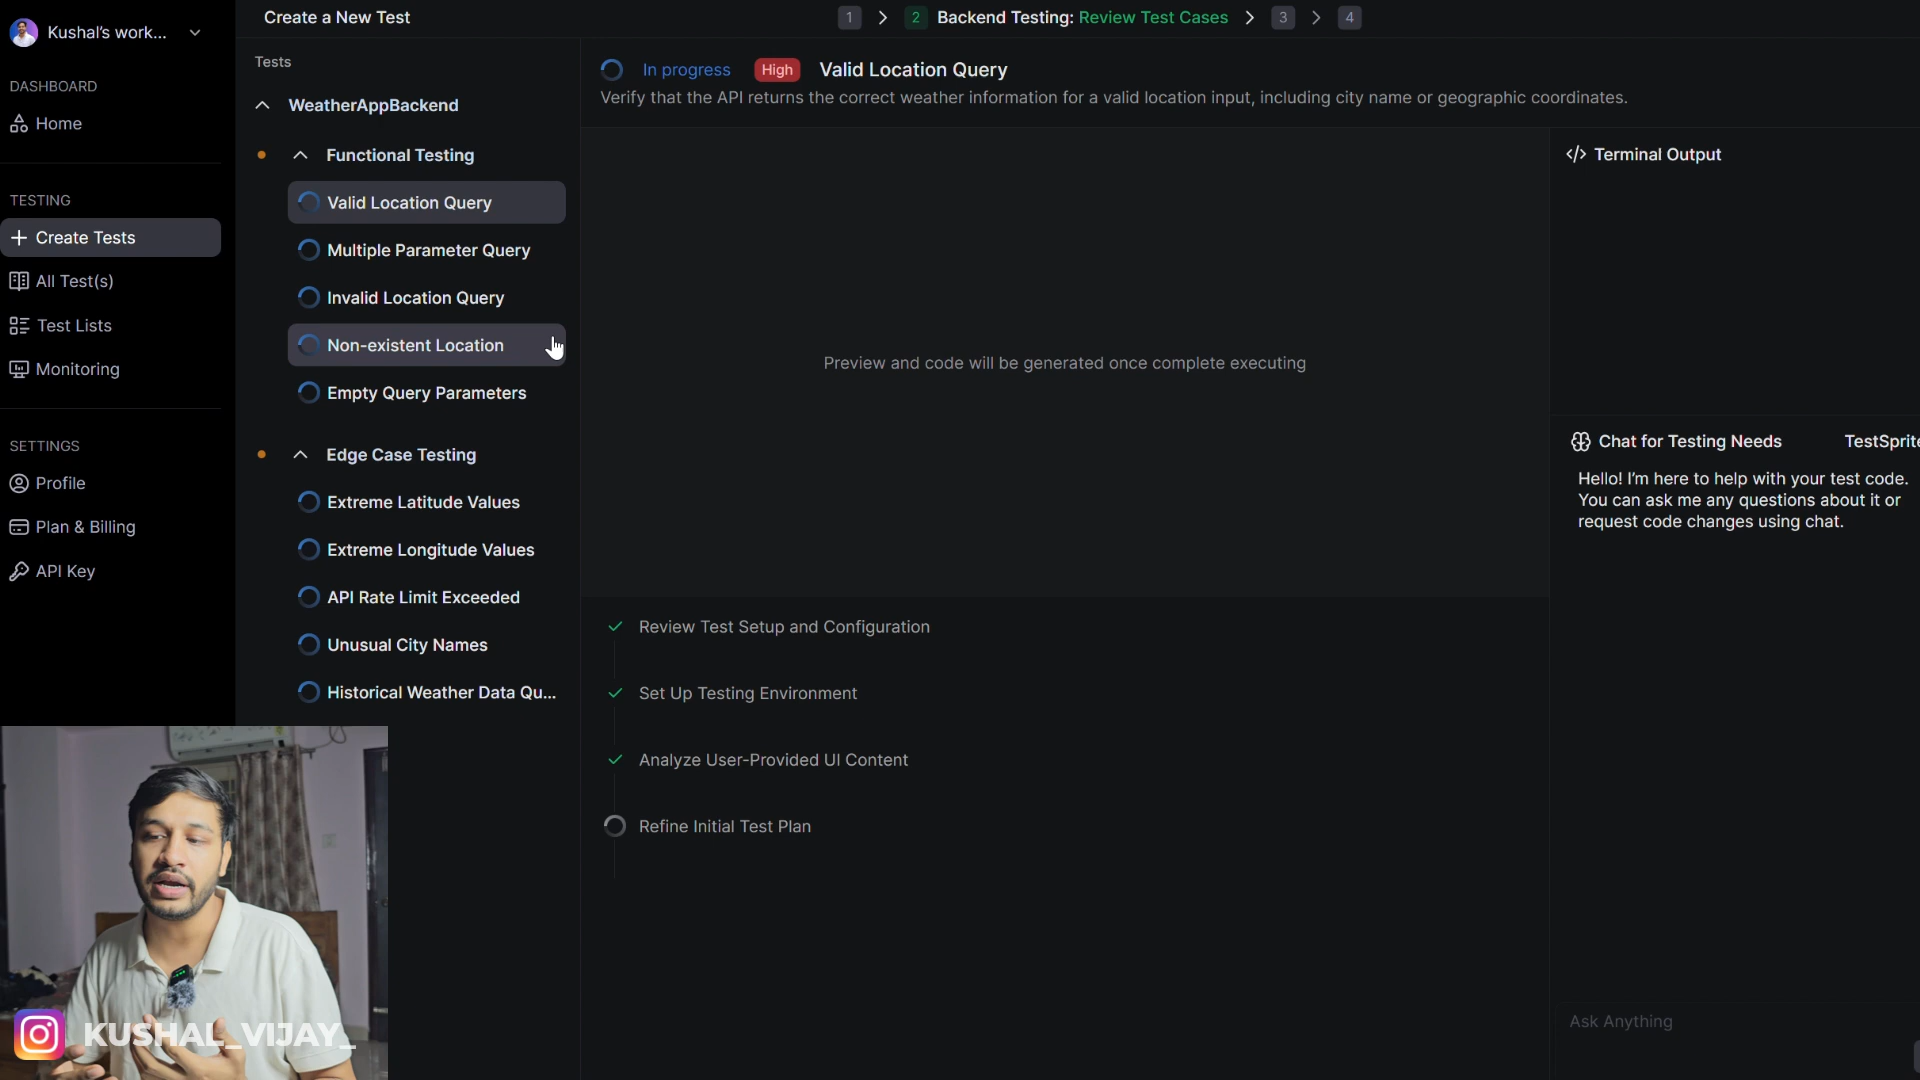 Kushal's work...
DASHBOARD
Home
TESTING
Create Tests
All Test(s)
Test Lists
Monitoring
SETTINGS
Profile
Plan & Billing
API Key
Create a New Test
1 > 2 Backend Testing: Review Test Cases > 3 > 4
Tests
WeatherAppBackend
Functional Testing
Valid Location Query
Multiple Parameter Query
Invalid Location Query
Non-existent Location
Empty Query Parameters
Edge Case Testing
Extreme Latitude Values
Extreme Longitude Values
API Rate Limit Exceeded
Unusual City Names
Historical Weather Data Qu...
In progress High Valid Location Query
Verify that the API returns the correct weather information for a valid location input, including city name or geographic coordinates.
Preview and code will be generated once complete executing
Review Test Setup and Configuration
Set Up Testing Environment
Analyze User-Provided UI Content
Refine Initial Test Plan
</> Terminal Output
Chat for Testing Needs TestSprite
Hello! I'm here to help with your test code.
You can ask me any questions about it or
request code changes using chat.
Ask Anything
KUSHAL_VIJAY_